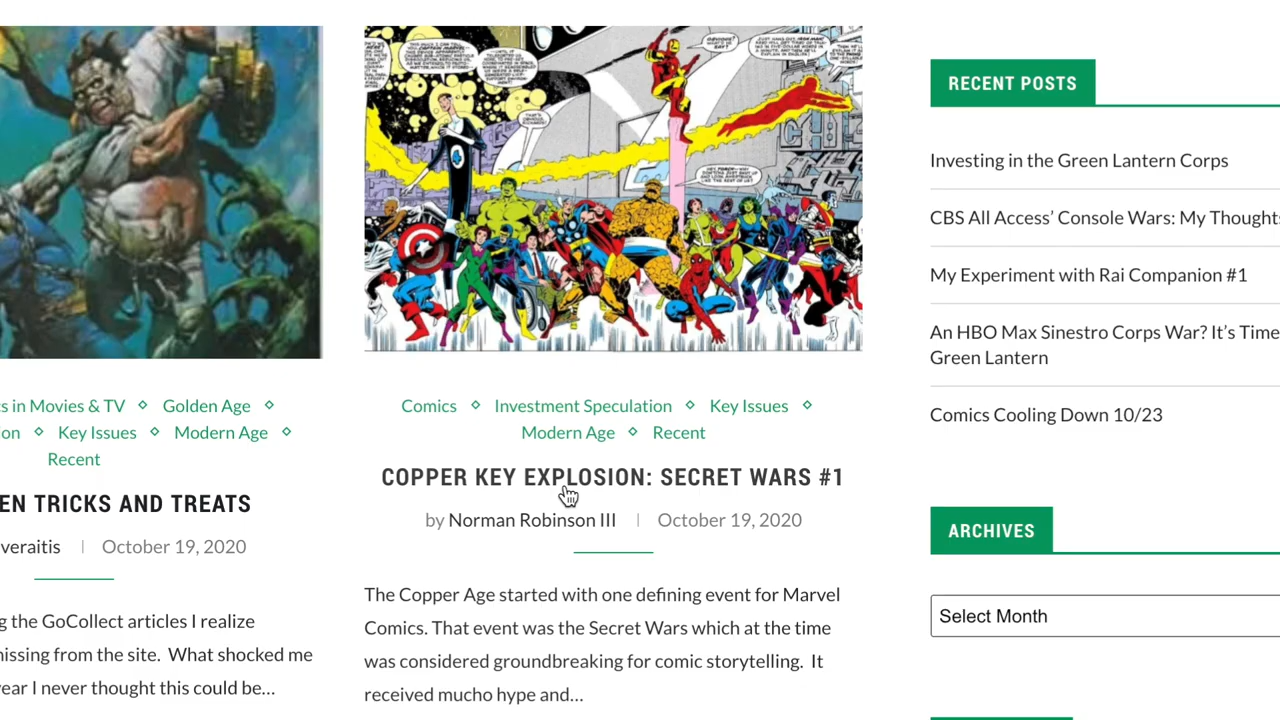 s in Movies & TV
Golden Age
on
Key Issues
Modern Age
Recent
EN TRICKS AND TREATS
veraitis
October 19, 2020
g the GoCollect articles I realize
missing from the site. What shocked me
year I never thought this could be...
Comics
Investment Speculation
Key Issues
Modern Age
Recent
COPPER KEY EXPLOSION: SECRET WARS #1
by Norman Robinson III
October 19, 2020
The Copper Age started with one defining event for Marvel
Comics. That event was the Secret Wars which at the time
was considered groundbreaking for comic storytelling. It
received mucho hype and...
RECENT POSTS
Investing in the Green Lantern Corps
CBS All Access’ Console Wars: My Thoughts
My Experiment with Rai Companion #1
An HBO Max Sinestro Corps War? It’s Time
Green Lantern
Comics Cooling Down 10/23
ARCHIVES
Select Month